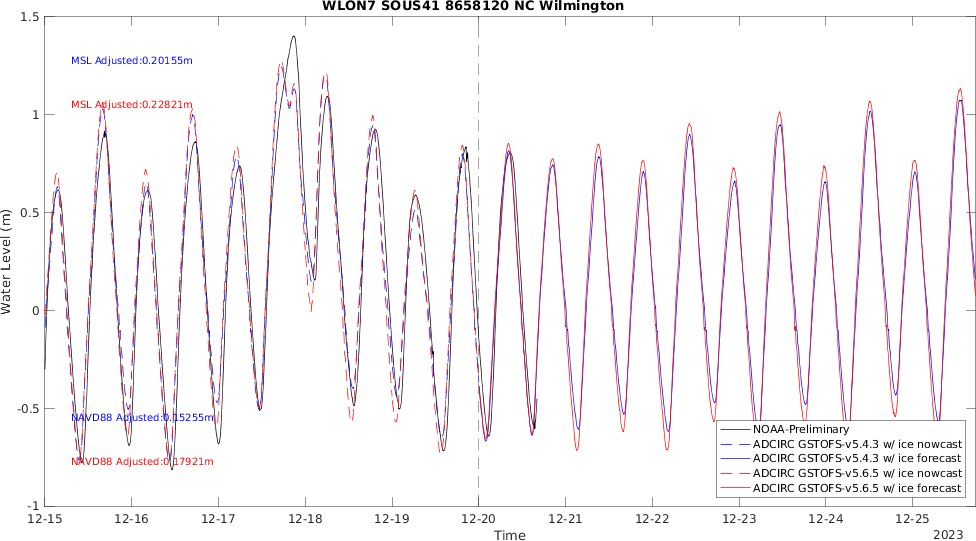 WLON7 SOUS41 8658120 NC Wilmington
1.5
MSL Adjusted:0.20155m
MSL Adjusted:0.22821m
1
0.5
Water Level (m)
0
-0.5
NAVD88 Adjusted:0.15255m
NAVD88 Adjusted:0.17921m
NOAA-Preliminary
ADCIRC GSTOFS-v5.4.3 w/ ice nowcast
ADCIRC GSTOFS-v5.4.3 w/ ice forecast
ADCIRC GSTOFS-v5.6.5 w/ ice nowcast
ADCIRC GSTOFS-v5.6.5 w/ ice forecast
-1
12-15 12-16 12-17 12-18 12-19 12-20 12-21 12-22 12-23 12-24 12-25
Time
2023